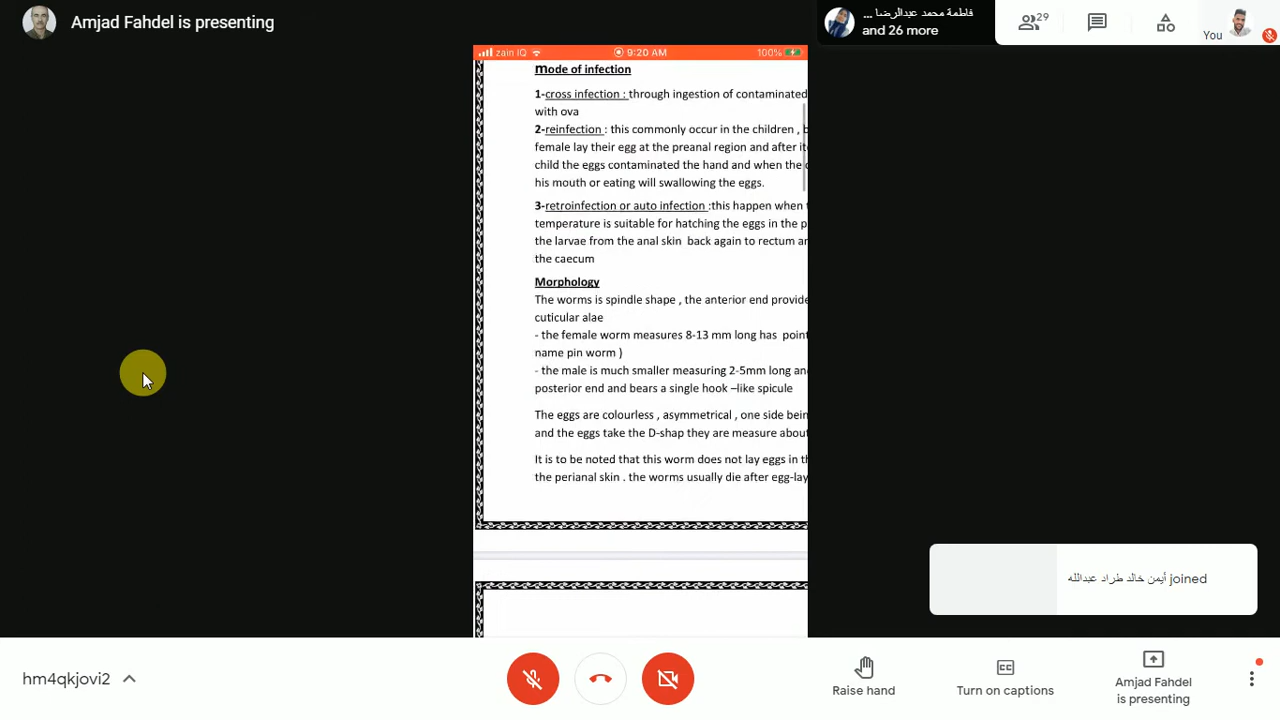 Amjad Fahdel is presenting
فاطمة محمد عبدالرضا ...
and 26 more
29
You
zain IQ
9:20 AM
100%
mode of infection
1-cross infection : through ingestion of contaminated
with ova
2-reinfection : this commonly occur in the children , b
female lay their egg at the preanal region and after it
child the eggs contaminated the hand and when the c
his mouth or eating will swallowing the eggs.
3-retroinfection or auto infection :this happen when t
temperature is suitable for hatching the eggs in the p
the larvae from the anal skin back again to rectum an
the caecum
Morphology
The worms is spindle shape , the anterior end provide
cuticular alae
- the female worm measures 8-13 mm long has point
name pin worm )
- the male is much smaller measuring 2-5mm long and
posterior end and bears a single hook –like spicule
The eggs are colourless , asymmetrical , one side bein
and the eggs take the D-shap they are measure about
It is to be noted that this worm does not lay eggs in th
the perianal skin . the worms usually die after egg-lay
أيمن خالد طراد عبدالله joined
hm4qkjovi2
Raise hand
CC
Turn on captions
Amjad Fahdel
is presenting